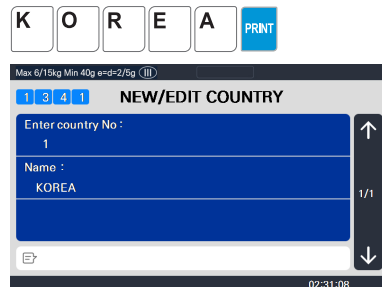 K O R E A PRINT
Max 6/15kg Min 40g e=d=2/5g III
1 3 4 1 NEW/EDIT COUNTRY
Enter country No :
1
Name :
KOREA
1/1
02:31:08